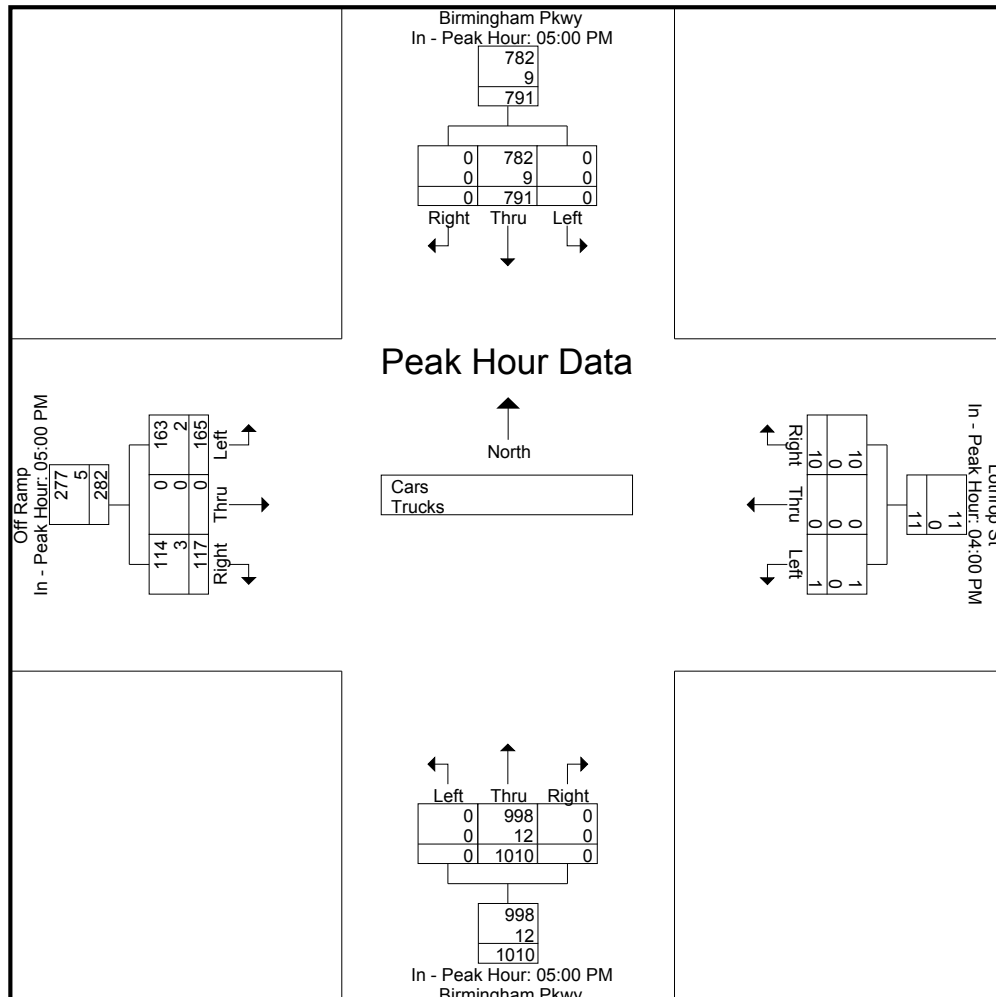 Birmingham Pkwy
In - Peak Hour: 05:00 PM
782
9
791
0 782 0
0 9 0
0 791 0
Right Thru Left
Peak Hour Data
North
Cars
Trucks
Off Ramp
In - Peak Hour: 05:00 PM
277
5
282
163 0 114
2 0 3
165 0 117
Left Thru Right
Lothrop St
In - Peak Hour: 04:00 PM
11
0
11
10 0 1
0 0 0
10 0 1
Right Thru Left
Left Thru Right
0 998 0
0 12 0
0 1010 0
998
12
1010
In - Peak Hour: 05:00 PM
Birmingham Pkwy